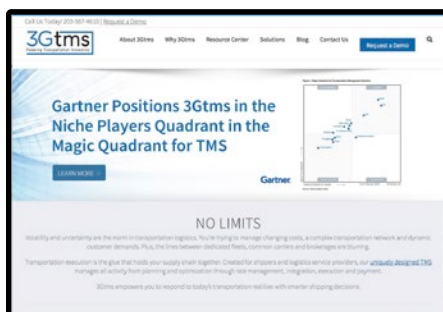 Call Us Today! 203-567-4610 | Request a Demo
3Gtms
Powering Transportation Innovation
About 3Gtms Why 3Gtms Resource Center Solutions Blog Contact Us Request a Demo
Gartner Positions 3Gtms in the
Niche Players Quadrant in the
Magic Quadrant for TMS
LEARN MORE
Gartner
NO LIMITS
Volatility and uncertainty are the norm in transportation logistics. You're trying to manage changing costs, a complex transportation network and dynamic
customer demands. Plus, the lines between dedicated fleets, common carriers and brokerages are blurring.
Transportation execution is the glue that holds your supply chain together. Created for shippers and logistics service providers, our uniquely designed TMS
manages all activity from planning and optimization through rate management, integration, execution and payment.
3Gtms empowers you to respond to today's transportation realities with smarter shipping decisions.